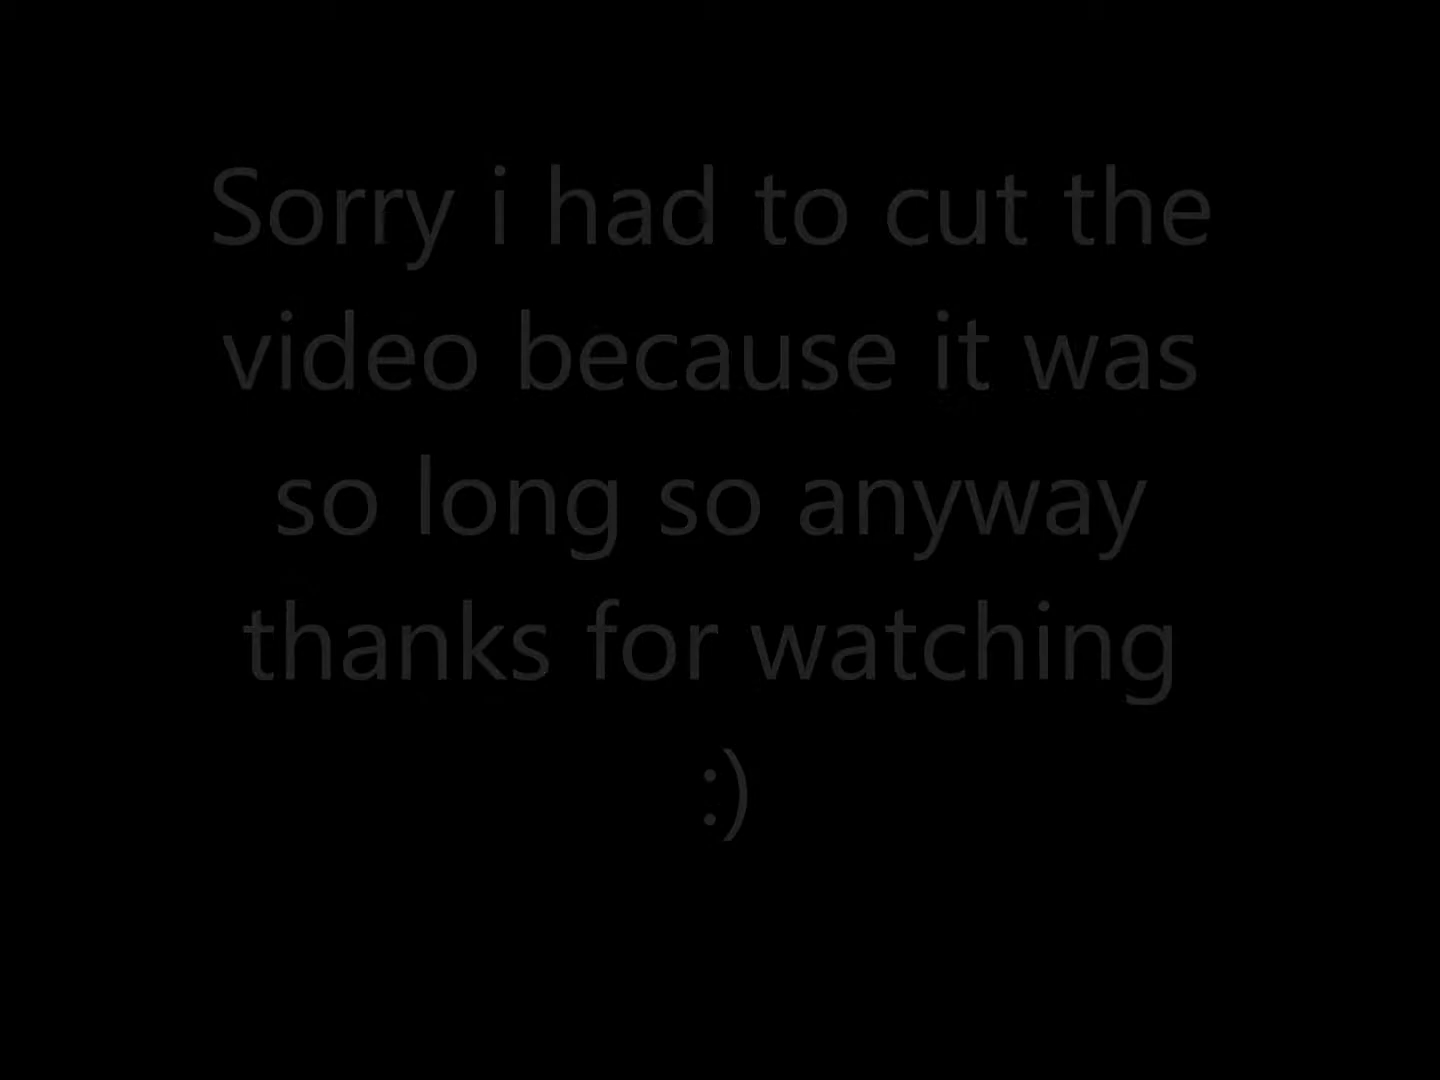 Sorry i had to cut the
video because it was
so long so anyway
thanks for watching
:)